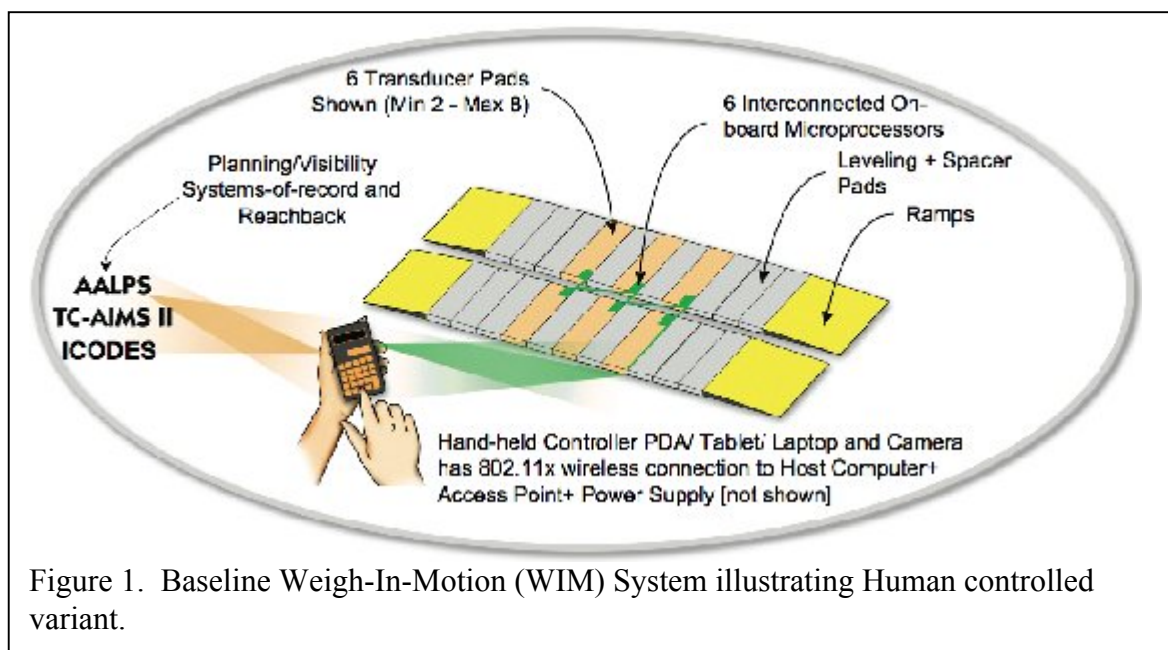 6 Transducer Pads
Shown (Min 2 - Max 8)
6 Interconnected On-
board Microprocessors
Planning/Visibility
Systems-of-record and
Reachback
Leveling + Spacer
Pads
Ramps
AALPS
TC-AIMS II
ICODES
Hand-held Controller PDA/ Tablet/ Laptop and Camera
has 802.11x wireless connection to Host Computer+
Access Point+ Power Supply [not shown]
Figure 1.  Baseline Weigh-In-Motion (WIM) System illustrating Human controlled
variant.